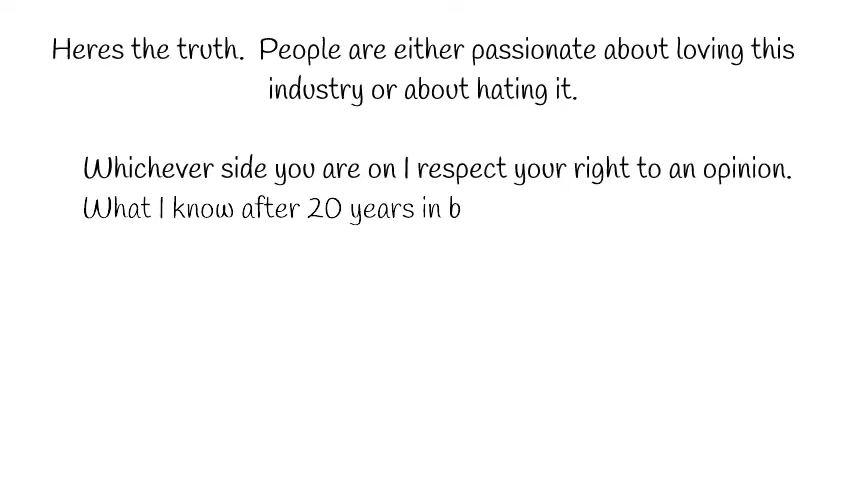 Heres the truth. People are either passionate about loving this
industry or about hating it.
Whichever side you are on I respect your right to an opinion.
What I know after 20 years in b